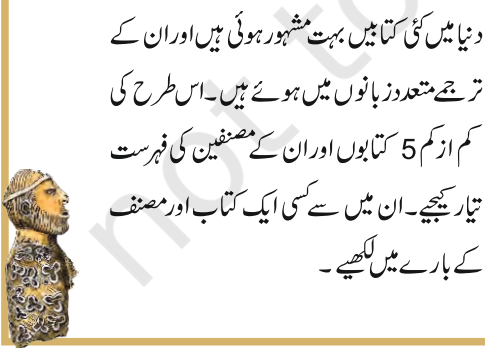 دنیا میں کئی کتابیں بہت مشہور ہوئی ہیں اور ان کے
ترجمے متعدد زبانوں میں ہوئے ہیں۔ اس طرح کی
کم از کم 5 کتابوں اور ان کے مصنفین کی فہرست
تیار کیجیے۔ ان میں سے کسی ایک کتاب اور مصنف
کے بارے میں لکھیے۔
not to